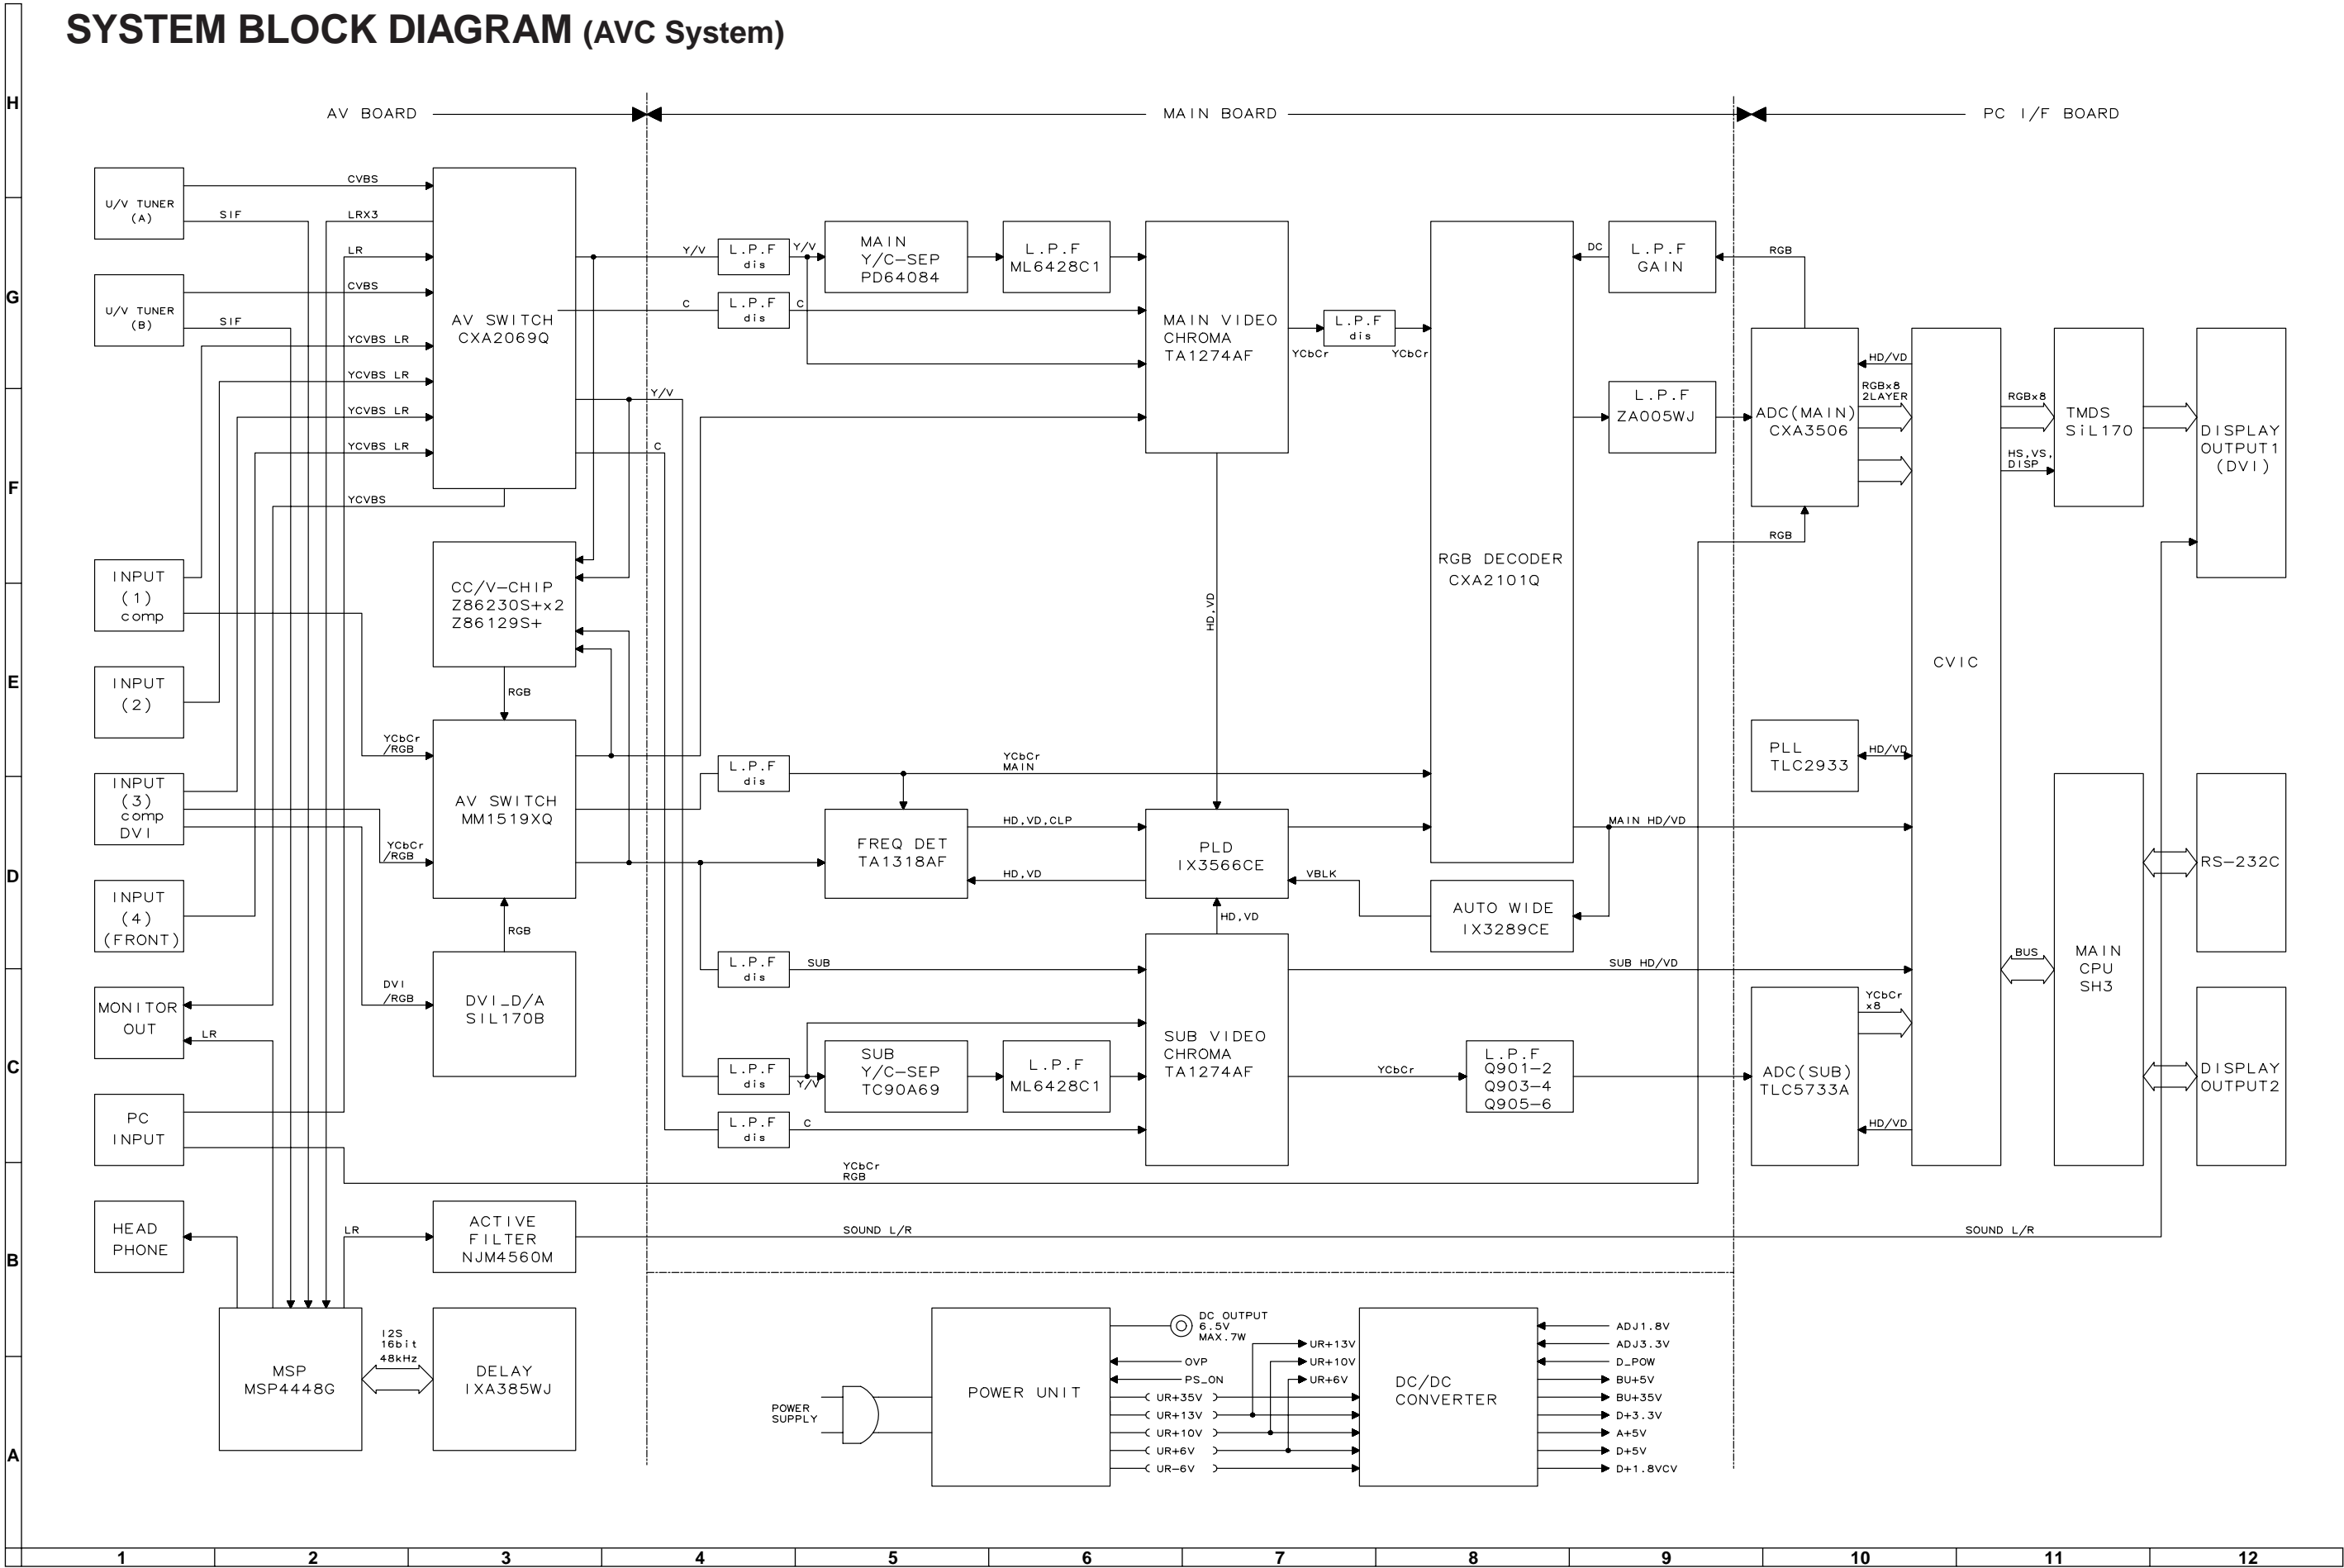 SYSTEM BLOCK DIAGRAM (AVC System)
H
G
F
E
D
C
B
A
AV BOARD
MAIN BOARD
PC I/F BOARD
U/V TUNER
(A)
CVBS
SIF
LRX3
LR
U/V TUNER
(B)
CVBS
SIF
YCVBS LR
YCVBS LR
YCVBS LR
YCVBS LR
YCVBS
AV SWITCH
CXA2069Q
Y/V
L.P.F
dis
Y/V
MAIN
Y/C-SEP
PD64084
L.P.F
ML6428C1
C
L.P.F
dis
C
MAIN VIDEO
CHROMA
TA1274AF
L.P.F
dis
YCbCr
YCbCr
DC
L.P.F
GAIN
RGB
Y/V
C
L.P.F
ZA005WJ
ADC(MAIN)
CXA3506
HD/VD
RGBx8
2LAYER
RGBx8
HS,VS,
DISP
TMDS
SiL170
DISPLAY
OUTPUT1
(DVI)
RGB
INPUT
(1)
comp
CC/V-CHIP
Z86230S+x2
Z86129S+
RGB
HD,VD
RGB DECODER
CXA2101Q
CVIC
INPUT
(2)
YCbCr
/RGB
AV SWITCH
MM1519XQ
L.P.F
dis
YCbCr
MAIN
PLL
TLC2933
HD/VD
INPUT
(3)
comp
DVI
YCbCr
/RGB
FREQ DET
TA1318AF
HD,VD,CLP
HD,VD
PLD
IX3566CE
VBLK
MAIN HD/VD
AUTO WIDE
IX3289CE
RS-232C
INPUT
(4)
(FRONT)
RGB
HD,VD
L.P.F
dis
SUB
SUB HD/VD
BUS
MAIN
CPU
SH3
MONITOR
OUT
LR
DVI
/RGB
DVI_D/A
SIL170B
SUB VIDEO
CHROMA
TA1274AF
YCbCr
x8
L.P.F
dis
Y/V
SUB
Y/C-SEP
TC90A69
L.P.F
ML6428C1
YCbCr
L.P.F
Q901-2
Q903-4
Q905-6
ADC(SUB)
TLC5733A
HD/VD
DISPLAY
OUTPUT2
PC
INPUT
L.P.F
dis
C
YCbCr
RGB
HEAD
PHONE
LR
ACTIVE
FILTER
NJM4560M
SOUND L/R
SOUND L/R
MSP
MSP4448G
I2S
16bit
48kHz
DELAY
IXA385WJ
POWER
SUPPLY
POWER UNIT
DC OUTPUT
6.5V
MAX.7W
OVP
PS_ON
UR+35V
UR+13V
UR+10V
UR+6V
UR-6V
UR+13V
UR+10V
UR+6V
DC/DC
CONVERTER
ADJ1.8V
ADJ3.3V
D_POW
BU+5V
BU+35V
D+3.3V
A+5V
D+5V
D+1.8VCV
1
2
3
4
5
6
7
8
9
10
11
12